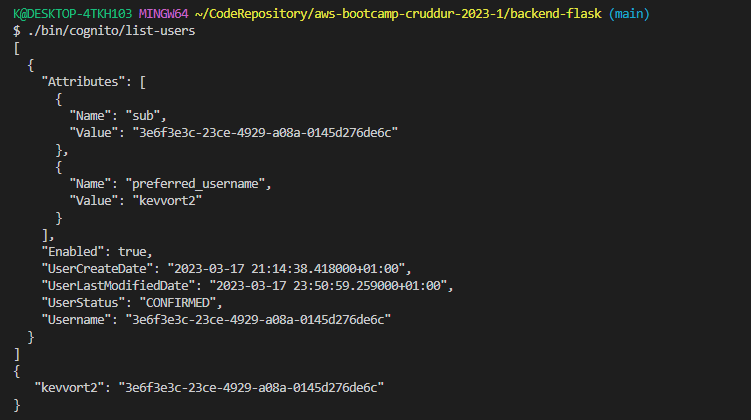 K@DESKTOP-4TKH103 MINGW64 ~/CodeRepository/aws-bootcamp-cruddur-2023-1/backend-flask (main)
$ ./bin/cognito/list-users
[
  {
    "Attributes": [
      {
        "Name": "sub",
        "Value": "3e6f3e3c-23ce-4929-a08a-0145d276de6c"
      },
      {
        "Name": "preferred_username",
        "Value": "kevvort2"
      }
    ],
    "Enabled": true,
    "UserCreateDate": "2023-03-17 21:14:38.418000+01:00",
    "UserLastModifiedDate": "2023-03-17 23:50:59.259000+01:00",
    "UserStatus": "CONFIRMED",
    "Username": "3e6f3e3c-23ce-4929-a08a-0145d276de6c"
  }
]
{
   "kevvort2": "3e6f3e3c-23ce-4929-a08a-0145d276de6c"
}